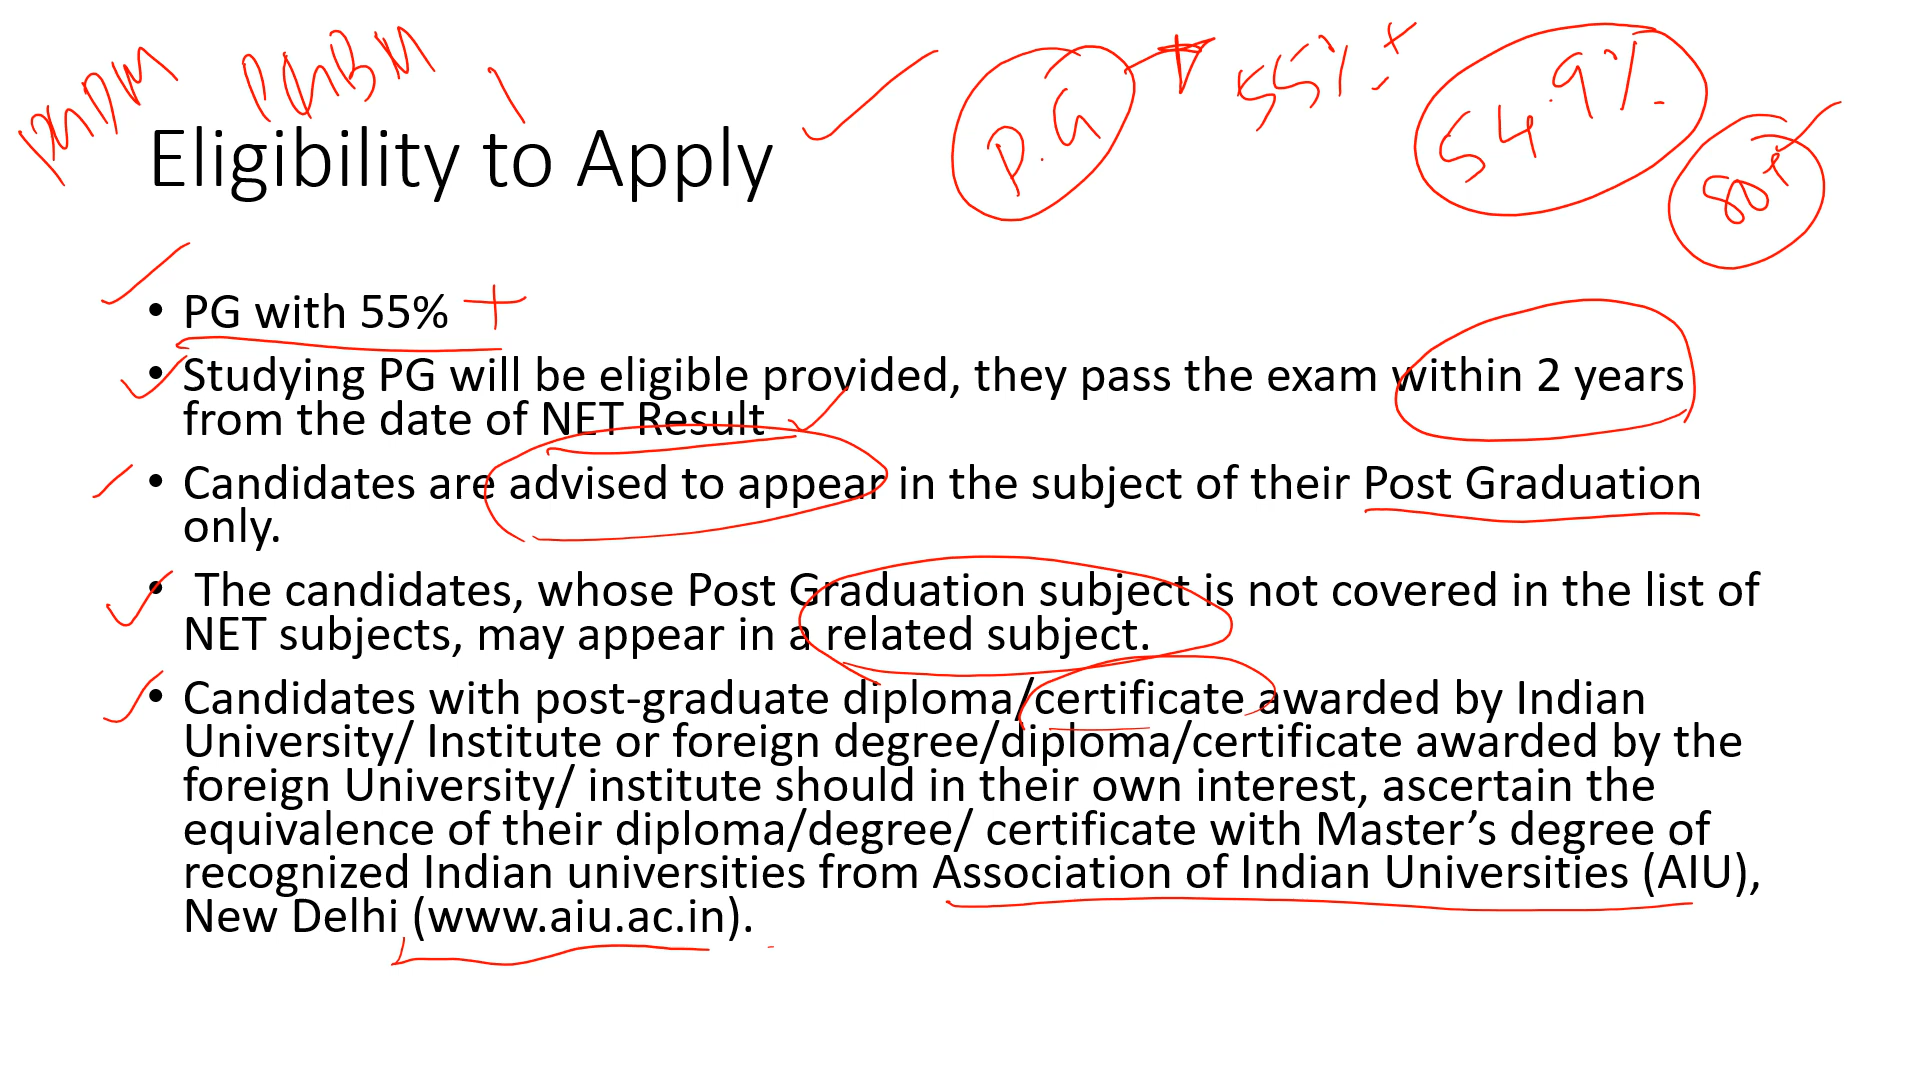 PGDM PGBM P.G 55% + 54.9% 80%
Eligibility to Apply
• PG with 55% +
• Studying PG will be eligible provided, they pass the exam within 2 years
from the date of NET Result
• Candidates are advised to appear in the subject of their Post Graduation
only.
• The candidates, whose Post Graduation subject is not covered in the list of
NET subjects, may appear in a related subject.
• Candidates with post-graduate diploma/certificate awarded by Indian
University/ Institute or foreign degree/diploma/certificate awarded by the
foreign University/ institute should in their own interest, ascertain the
equivalence of their diploma/degree/ certificate with Master’s degree of
recognized Indian universities from Association of Indian Universities (AIU),
New Delhi (www.aiu.ac.in).